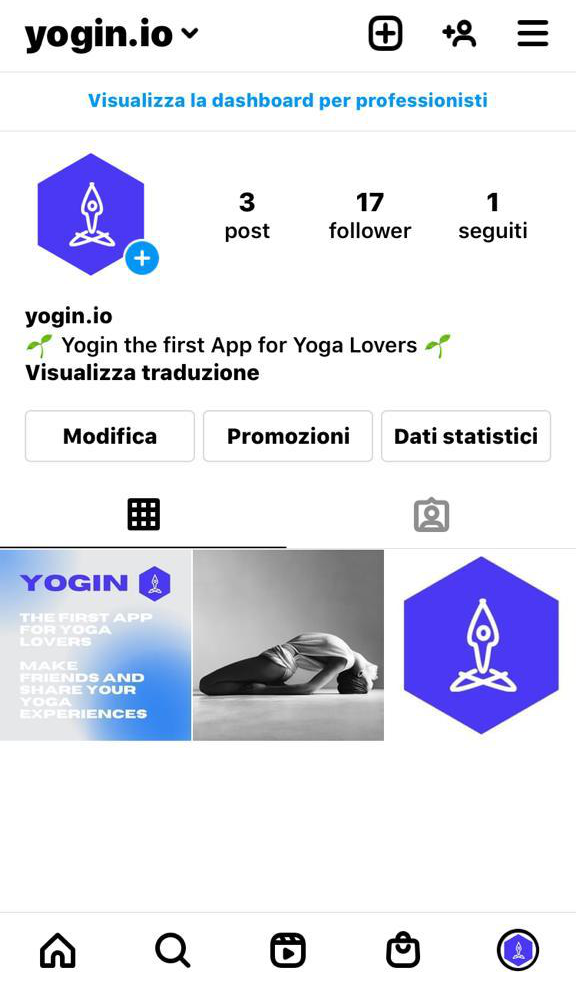 yogin.io
Visualizza la dashboard per professionisti
3
post
17
follower
1
seguiti
yogin.io
🌱 Yogin the first App for Yoga Lovers 🌱
Visualizza traduzione
Modifica
Promozioni
Dati statistici
YOGIN
THE FIRST APP
FOR YOGA
LOVERS
MAKE
FRIENDS AND
SHARE YOUR
YOGA
EXPERIENCES